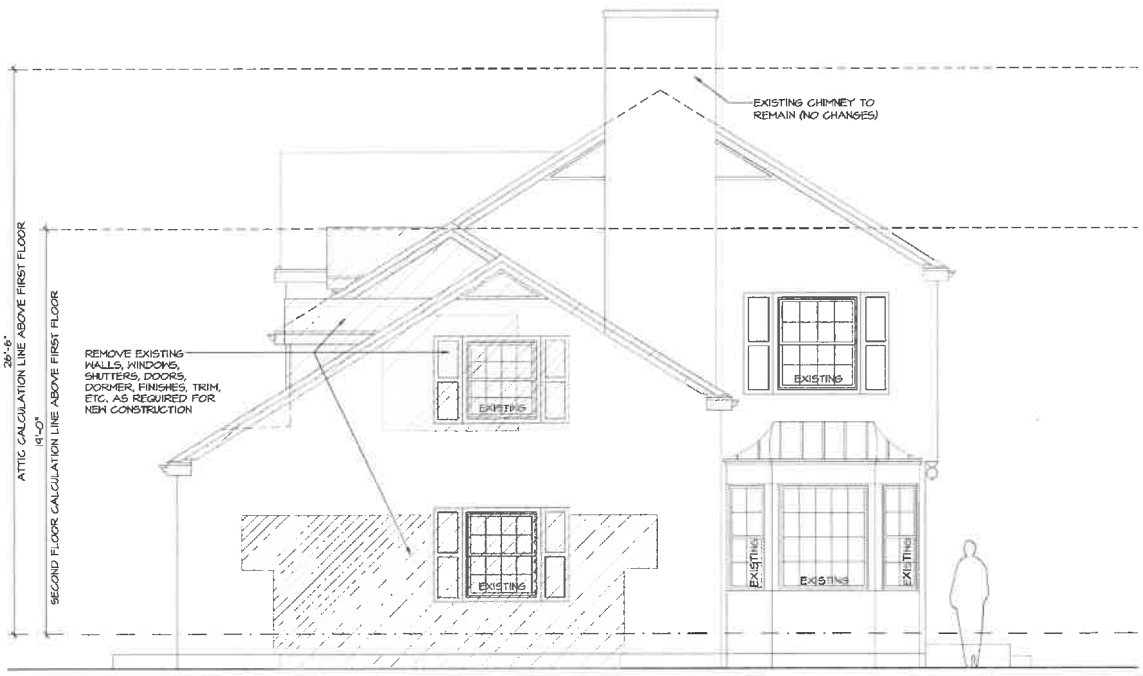 EXISTING CHIMNEY TO
REMAIN (NO CHANGES)
26'-6"
ATTIC CALCULATION LINE ABOVE FIRST FLOOR
19'-0"
SECOND FLOOR CALCULATION LINE ABOVE FIRST FLOOR
REMOVE EXISTING
WALLS, WINDOWS,
SHUTTERS, DOORS,
DORMER, FINISHES, TRIM,
ETC. AS REQUIRED FOR
NEW CONSTRUCTION
EXISTING
EXISTING
EXISTING
EXISTING
EXISTING
EXISTING